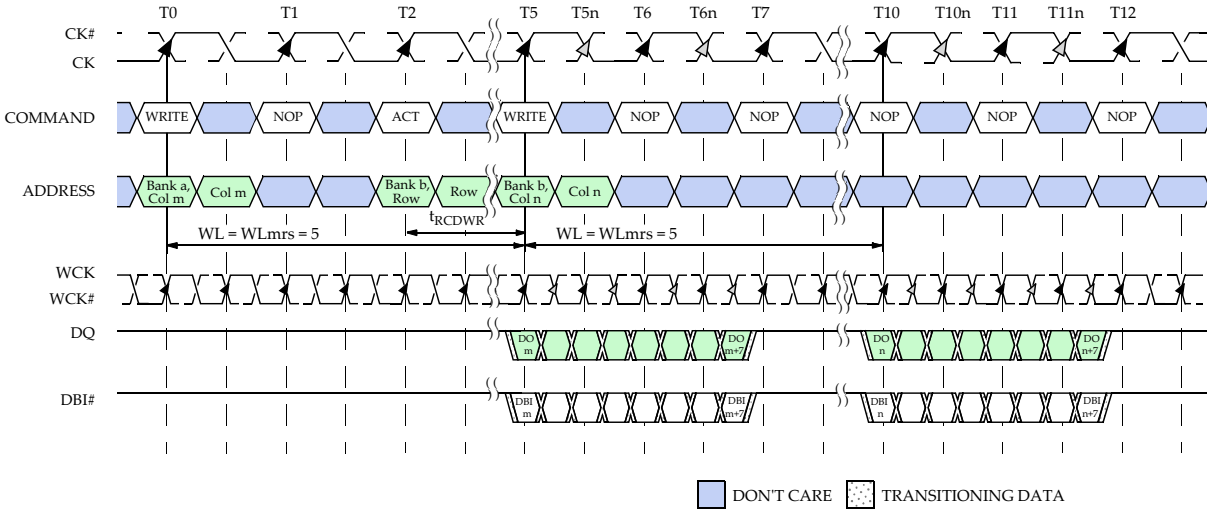 T0 T1 T2 T5 T5n T6 T6n T7 T10 T10n T11 T11n T12
CK#
CK
COMMAND WRITE NOP ACT WRITE NOP NOP NOP NOP NOP
ADDRESS Bank a, Col m Col m Bank b, Row Row Bank b, Col n Col n
tRCDWR
WL = WLmrs = 5 WL = WLmrs = 5
WCK
WCK#
DQ DO m DO m+7 DO n DO n+7
DBI# DBI m DBI m+7 DBI n DBI n+7
DON'T CARE TRANSITIONING DATA